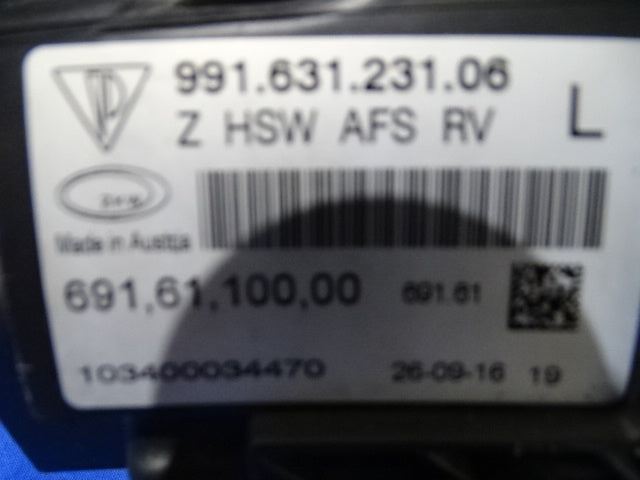 991.631.231.06
Z HSW AFS RV
L
Made in Austria
691,61,100,00
691.61
103400034470
26-09-16 19